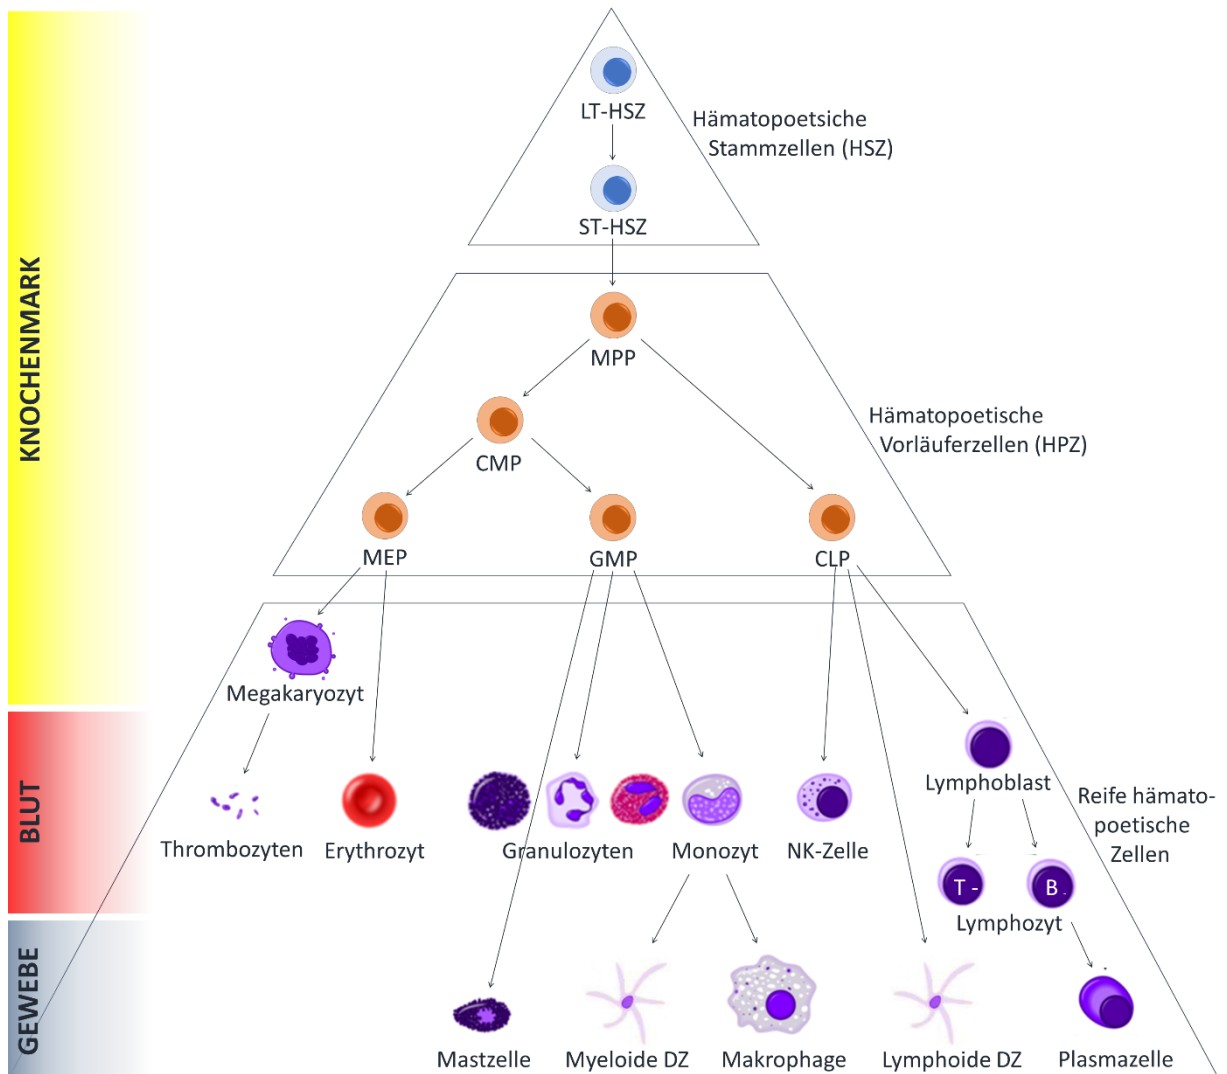 LT-HSZ
Hämatopoetsiche
Stammzellen (HSZ)
ST-HSZ
KNOCHENMARK
MPP
Hämatopoetische
Vorläuferzellen (HPZ)
CMP
MEP
GMP
CLP
Megakaryozyt
BLUT
Lymphoblast
Reife hämato-
poetische
Zellen
Thrombozyten
Erythrozyt
Granulozyten
Monozyt
NK-Zelle
T -
B
Lymphozyt
GEWEBE
Mastzelle
Myeloide DZ
Makrophage
Lymphoide DZ
Plasmazelle